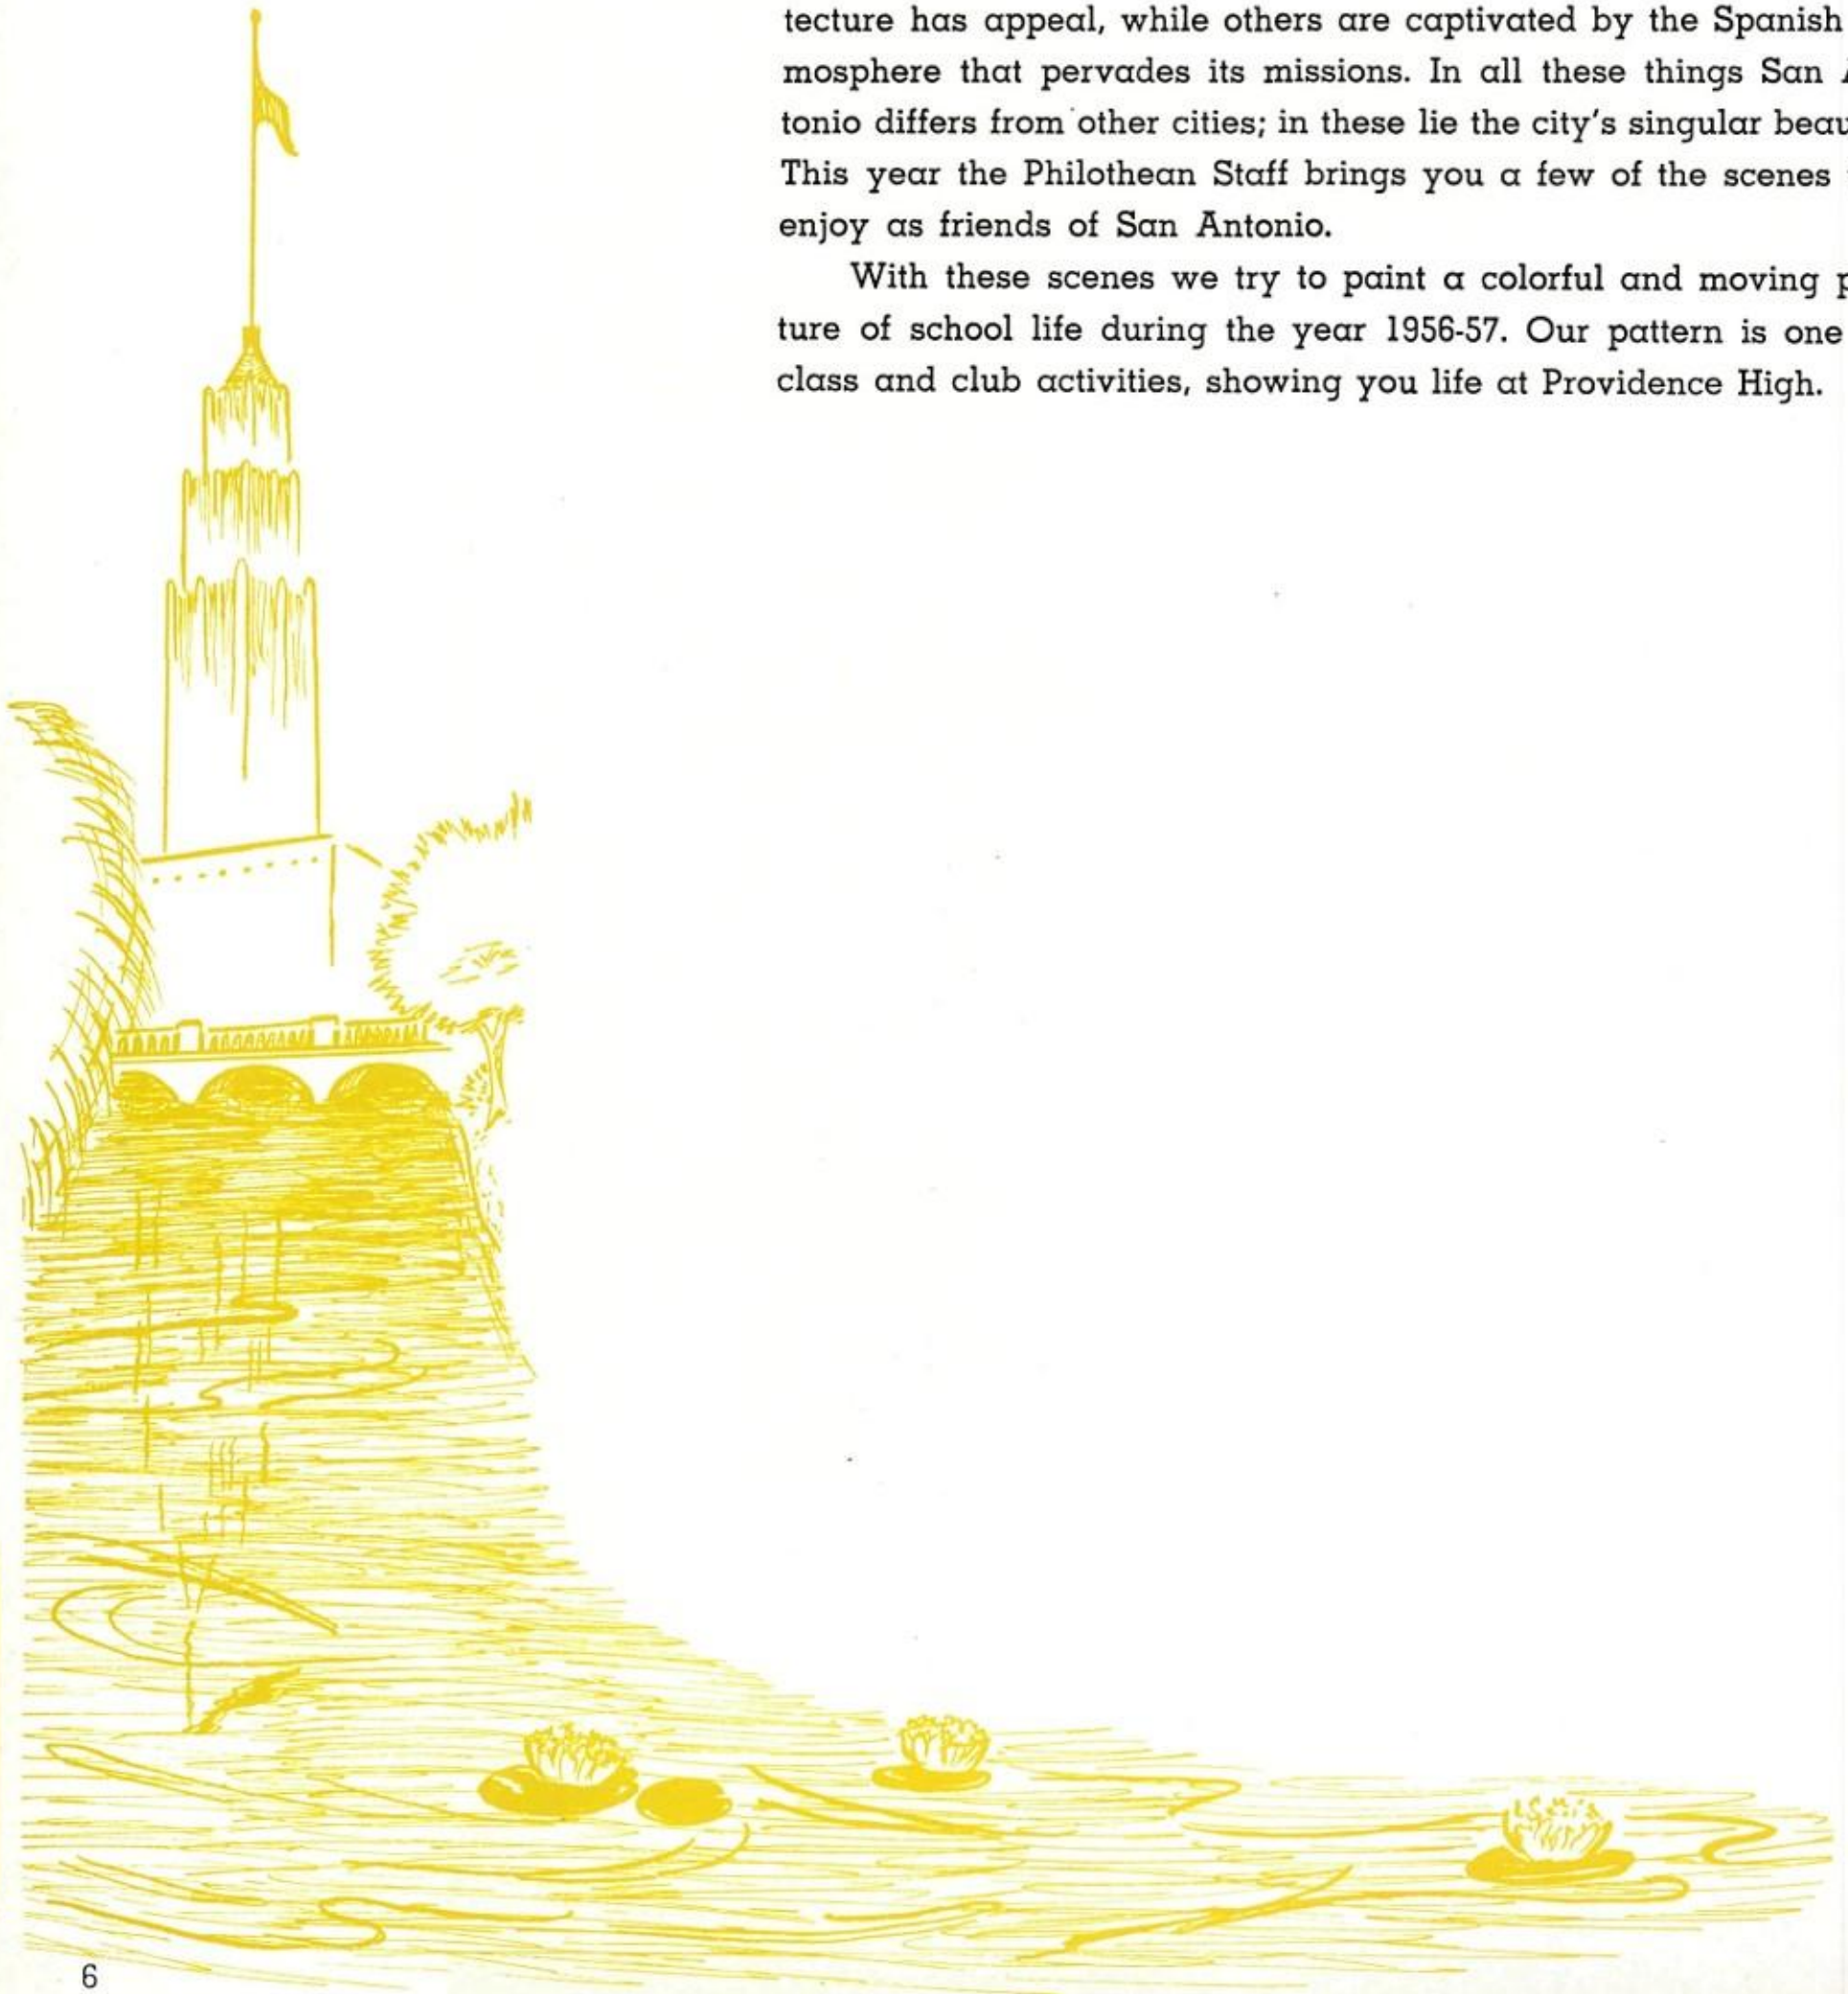 tecture has appeal, while others are captivated by the Spanish
mosphere that pervades its missions. In all these things San
tonio differs from other cities; in these lie the city's singular beau
This year the Philothean Staff brings you a few of the scenes
enjoy as friends of San Antonio.
With these scenes we try to paint a colorful and moving p
ture of school life during the year 1956-57. Our pattern is one
class and club activities, showing you life at Providence High.
6